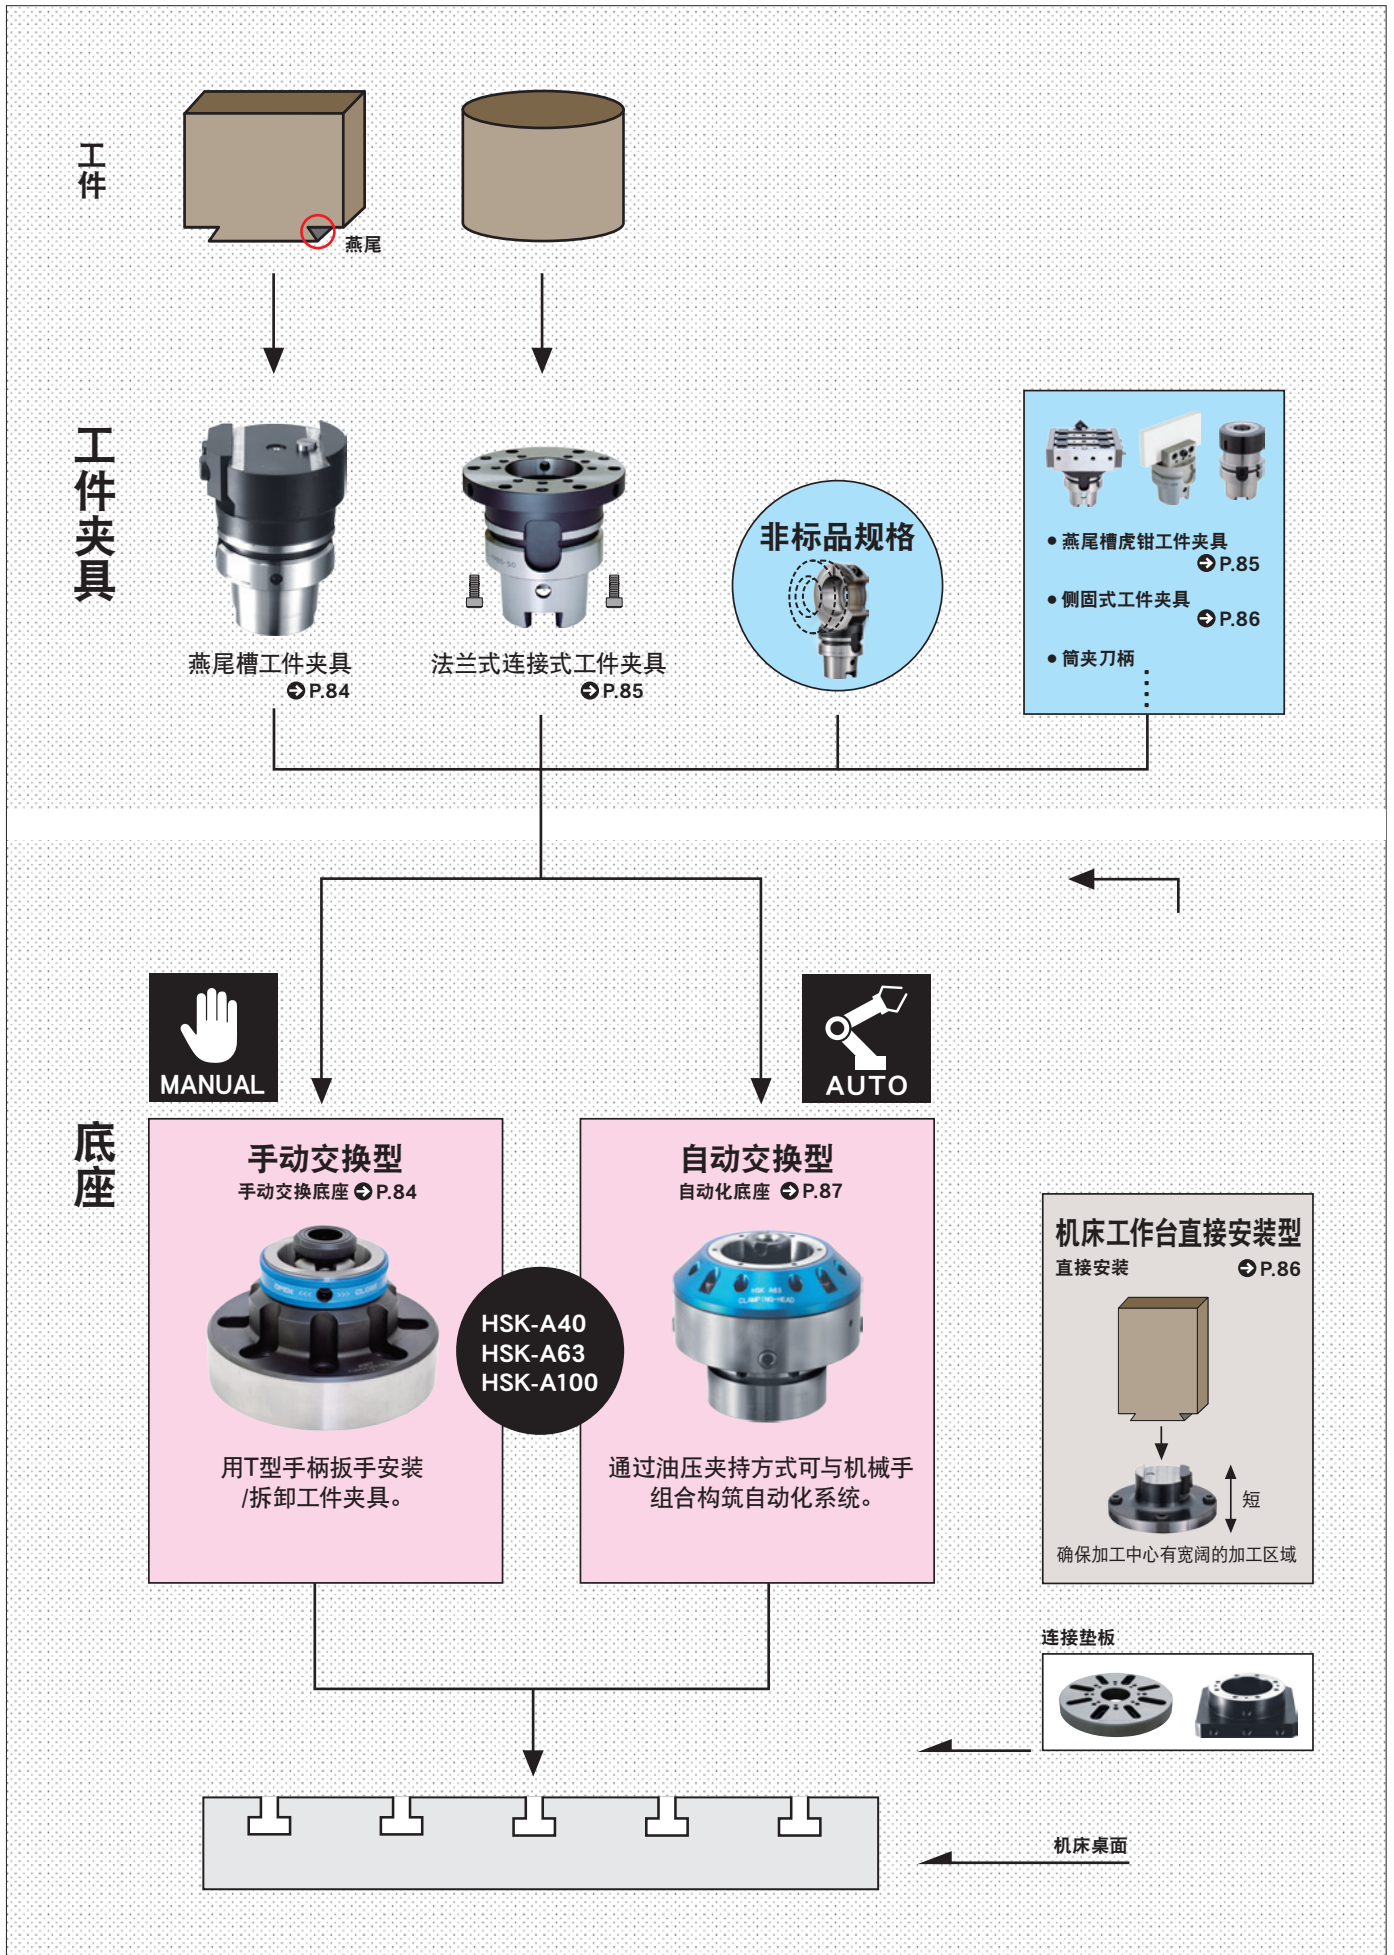 工件
燕尾
工件夹具
燕尾槽工件夹具
P.84
法兰式连接式工件夹具
P.85
非标品规格
● 燕尾槽虎钳工件夹具
P.85
● 侧固式工件夹具
P.86
● 筒夹刀柄
MANUAL
AUTO
底座
手动交换型
手动交换底座 P.84
OPEN <<< >>> CLAMP
自动交换型
自动化底座 P.87
HSK A63
CLAMPING-HEAD
HSK-A40
HSK-A63
HSK-A100
用T型手柄扳手安装
/拆卸工件夹具。
通过油压夹持方式可与机械手
组合构筑自动化系统。
机床工作台直接安装型
直接安装 P.86
短
确保加工中心有宽阔的加工区域
连接垫板
机床桌面